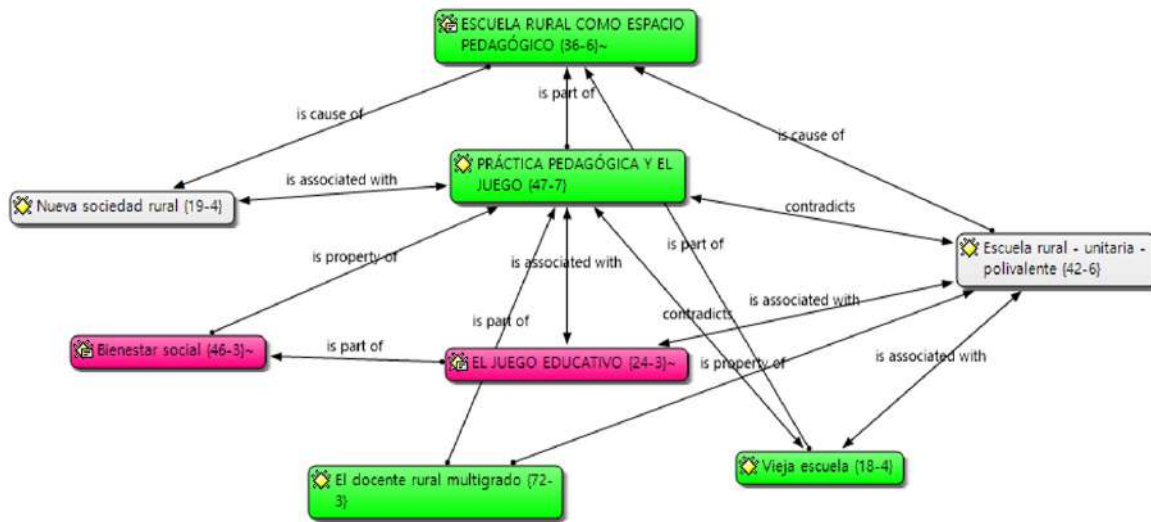 ESCUELA RURAL COMO ESPACIO
PEDAGÓGICO {36-6}~
is part of
is cause of
is cause of
PRÁCTICA PEDAGÓGICA Y EL
JUEGO {47-7}
is associated with
Nueva sociedad rural {19-4}
contradicts
is part of
Escuela rural - unitaria -
polivalente {42-6}
is property of
is associated with
is associated with
contradicts
is part of
Bienestar social {46-3}~
is part of
EL JUEGO EDUCATIVO {24-3}~
is property of
is associated with
Vieja escuela {18-4}
El docente rural multigrado {72-
3}